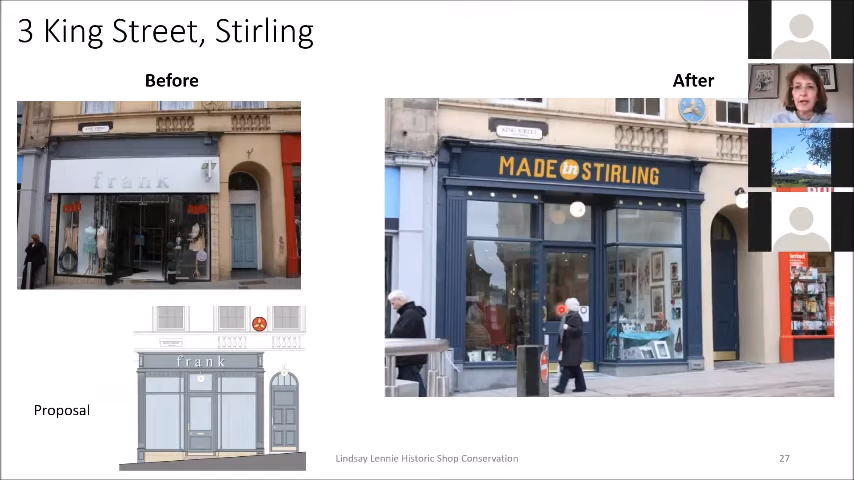 3 King Street, Stirling
Before
After
frank
KING STREET
MADE in STIRLING
frank
Proposal
Lindsay Lennie Historic Shop Conservation
27